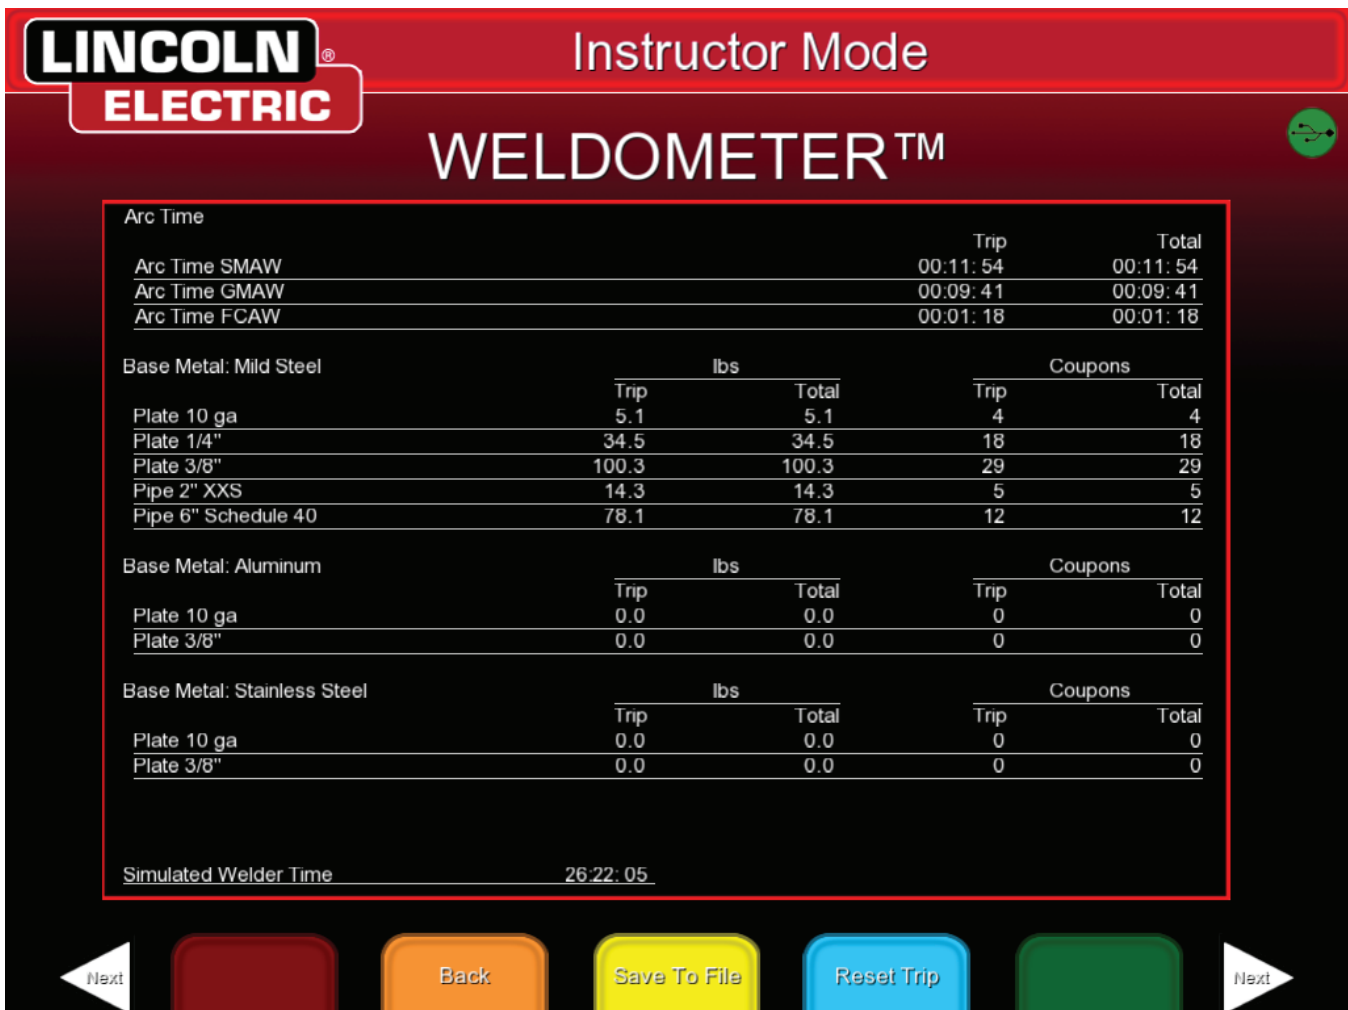 LINCOLN ®
ELECTRIC
Instructor Mode
WELDOMETER™
Arc Time
Trip Total
Arc Time SMAW 00:11: 54 00:11: 54
Arc Time GMAW 00:09: 41 00:09: 41
Arc Time FCAW 00:01: 18 00:01: 18
Base Metal: Mild Steel lbs Coupons
Trip Total Trip Total
Plate 10 ga 5.1 5.1 4 4
Plate 1/4" 34.5 34.5 18 18
Plate 3/8" 100.3 100.3 29 29
Pipe 2" XXS 14.3 14.3 5 5
Pipe 6" Schedule 40 78.1 78.1 12 12
Base Metal: Aluminum lbs Coupons
Trip Total Trip Total
Plate 10 ga 0.0 0.0 0 0
Plate 3/8" 0.0 0.0 0 0
Base Metal: Stainless Steel lbs Coupons
Trip Total Trip Total
Plate 10 ga 0.0 0.0 0 0
Plate 3/8" 0.0 0.0 0 0
Simulated Welder Time 26:22: 05
Next Back Save To File Reset Trip Next